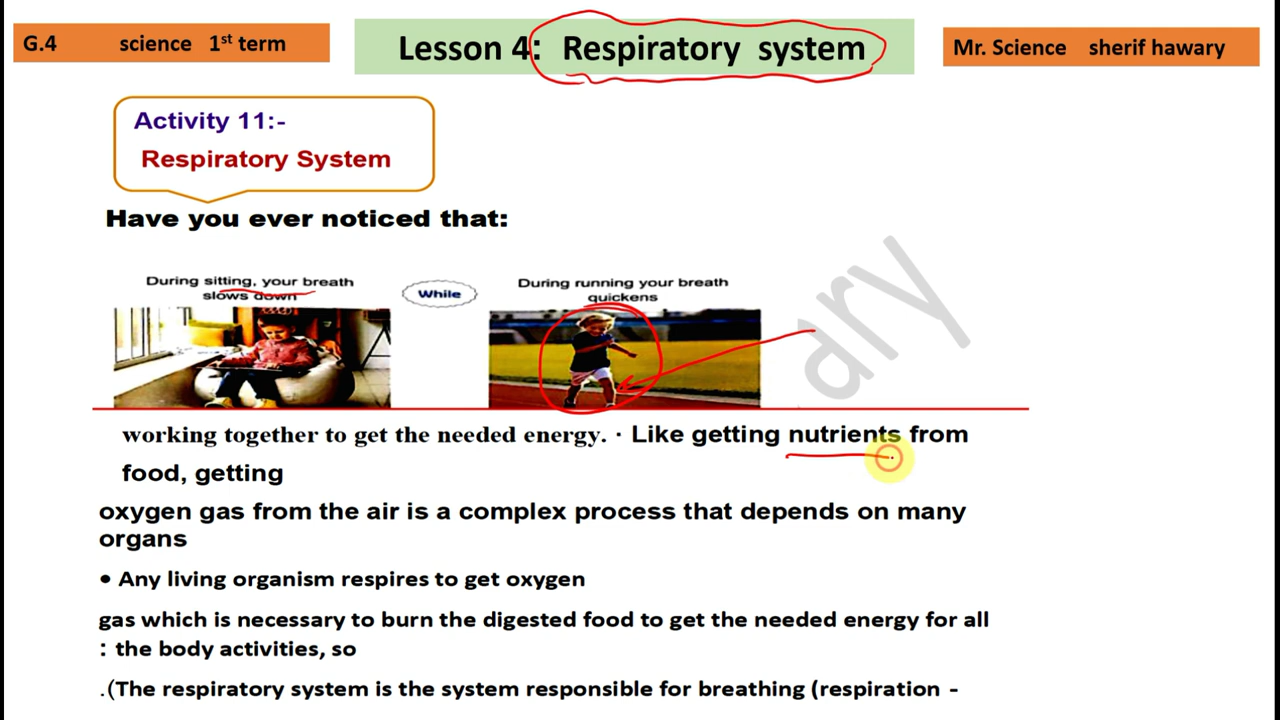 G.4 science 1st term
Lesson 4: Respiratory system
Mr. Science sherif hawary
Activity 11:-
Respiratory System
Have you ever noticed that:
During sitting, your breath
slows down
While
During running your breath
quickens
ary
working together to get the needed energy. · Like getting nutrients from
food, getting
oxygen gas from the air is a complex process that depends on many
organs
• Any living organism respires to get oxygen
gas which is necessary to burn the digested food to get the needed energy for all
: the body activities, so
.(The respiratory system is the system responsible for breathing (respiration -